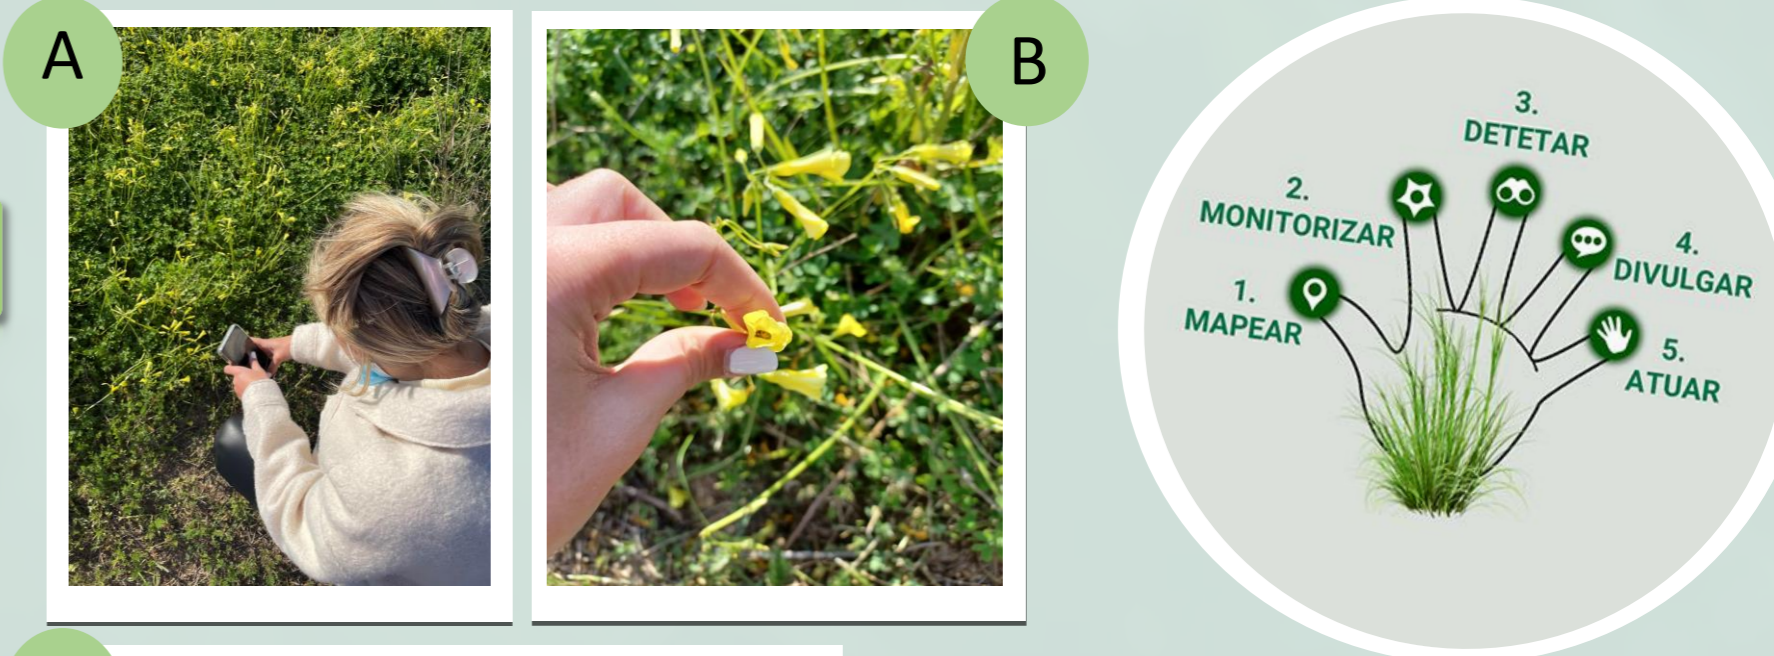 A
B
3.
DETETAR
2.
MONITORIZAR
4.
DIVULGAR
1.
MAPEAR
5.
ATUAR